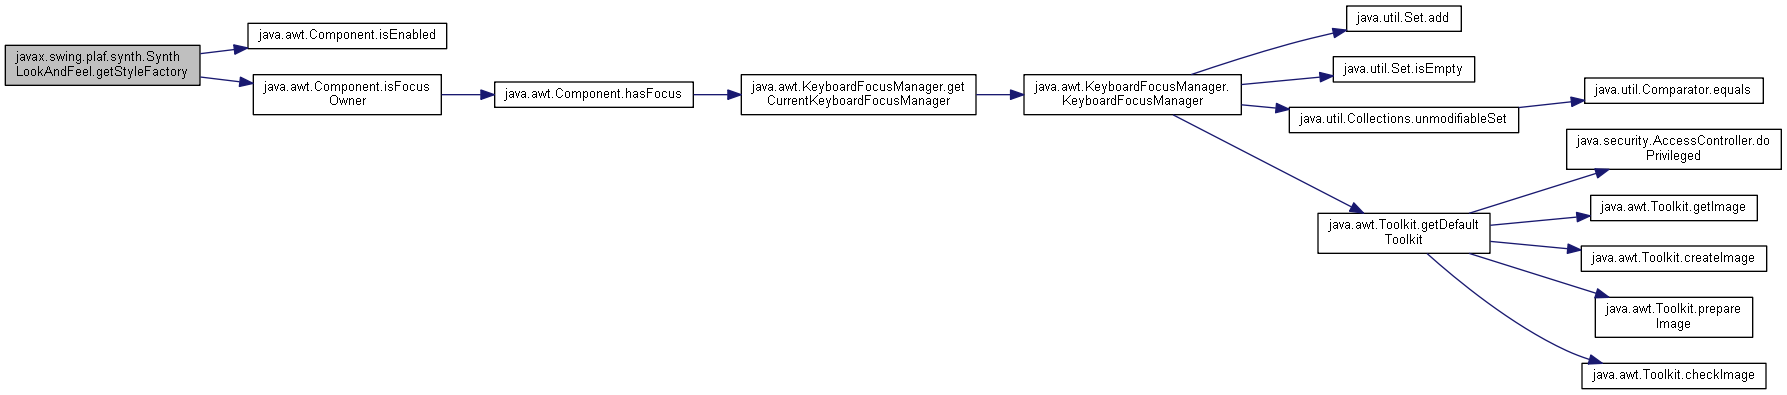 javax.swing.plaf.synth.Synth
LookAndFeel.getStyleFactory
java.awt.Component.isEnabled
java.awt.Component.isFocus
Owner
java.awt.Component.hasFocus
java.awt.KeyboardFocusManager.get
CurrentKeyboardFocusManager
java.awt.KeyboardFocusManager.
KeyboardFocusManager
java.util.Set.add
java.util.Set.isEmpty
java.util.Collections.unmodifiableSet
java.util.Comparator.equals
java.awt.Toolkit.getDefault
Toolkit
java.security.AccessController.do
Privileged
java.awt.Toolkit.getImage
java.awt.Toolkit.createImage
java.awt.Toolkit.prepare
Image
java.awt.Toolkit.checkImage